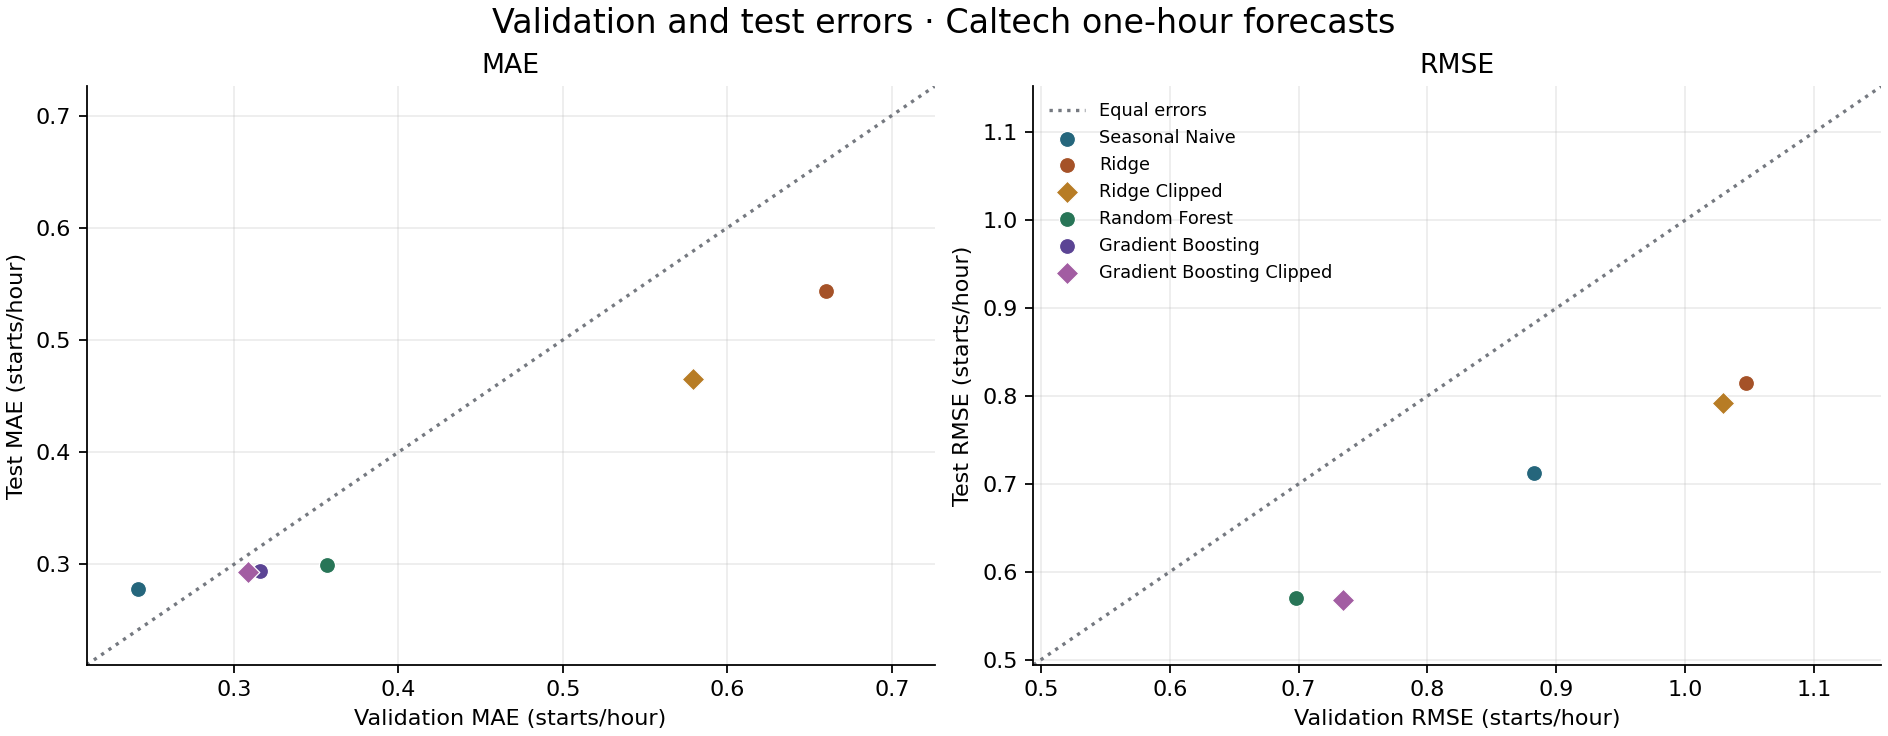 Validation and test errors · Caltech one-hour forecasts
MAE
Test MAE (starts/hour)
0.7
0.6
0.5
0.4
0.3
0.3 0.4 0.5 0.6 0.7
Validation MAE (starts/hour)
RMSE
Test RMSE (starts/hour)
1.1
1.0
0.9
0.8
0.7
0.6
0.5
Equal errors
Seasonal Naive
Ridge
Ridge Clipped
Random Forest
Gradient Boosting
Gradient Boosting Clipped
0.5 0.6 0.7 0.8 0.9 1.0 1.1
Validation RMSE (starts/hour)